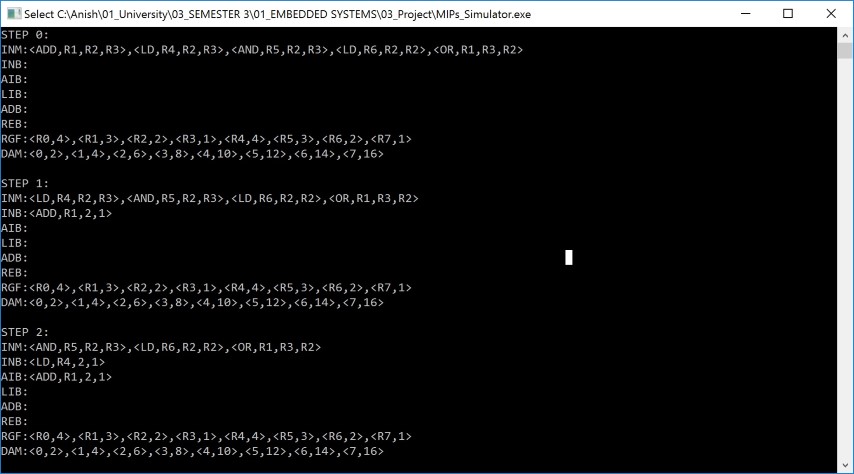 Select C:\Anish\01_University\03_SEMESTER 3\01_EMBEDDED SYSTEMS\03_Project\MIPs_Simulator.exe
STEP 0:
INM:<ADD,R1,R2,R3>,<LD,R4,R2,R3>,<AND,R5,R2,R3>,<LD,R6,R2,R2>,<OR,R1,R3,R2>
INB:
AIB:
LIB:
ADB:
REB:
RGF:<R0,4>,<R1,3>,<R2,2>,<R3,1>,<R4,4>,<R5,3>,<R6,2>,<R7,1>
DAM:<0,2>,<1,4>,<2,6>,<3,8>,<4,10>,<5,12>,<6,14>,<7,16>
STEP 1:
INM:<LD,R4,R2,R3>,<AND,R5,R2,R3>,<LD,R6,R2,R2>,<OR,R1,R3,R2>
INB:<ADD,R1,2,1>
AIB:
LIB:
ADB:
REB:
RGF:<R0,4>,<R1,3>,<R2,2>,<R3,1>,<R4,4>,<R5,3>,<R6,2>,<R7,1>
DAM:<0,2>,<1,4>,<2,6>,<3,8>,<4,10>,<5,12>,<6,14>,<7,16>
STEP 2:
INM:<AND,R5,R2,R3>,<LD,R6,R2,R2>,<OR,R1,R3,R2>
INB:<LD,R4,2,1>
AIB:<ADD,R1,2,1>
LIB:
ADB:
REB:
RGF:<R0,4>,<R1,3>,<R2,2>,<R3,1>,<R4,4>,<R5,3>,<R6,2>,<R7,1>
DAM:<0,2>,<1,4>,<2,6>,<3,8>,<4,10>,<5,12>,<6,14>,<7,16>